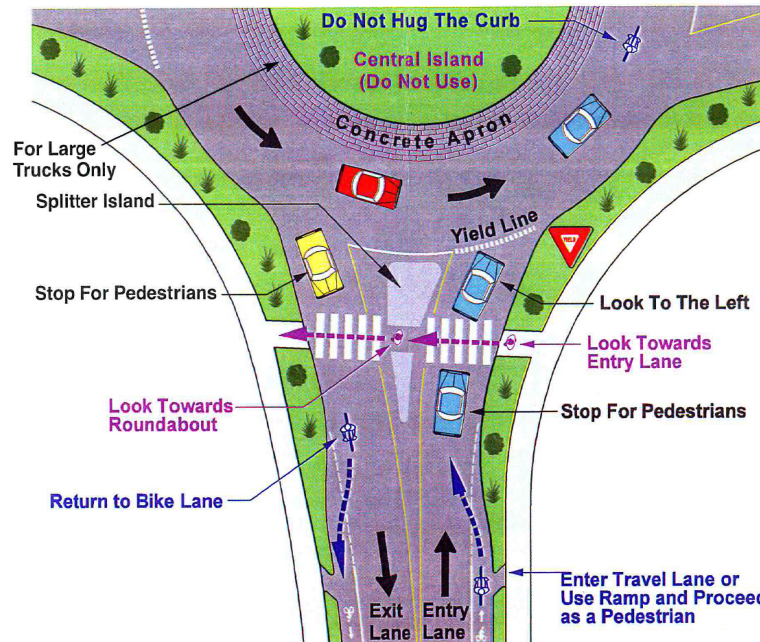 Do Not Hug The Curb
Central Island
(Do Not Use)
Concrete Apron
For Large
Trucks Only
Splitter Island
Yield Line
YIELD
Stop For Pedestrians
Look To The Left
Look Towards
Entry Lane
Look Towards
Roundabout
Stop For Pedestrians
Return to Bike Lane
Enter Travel Lane or
Use Ramp and Proceed
as a Pedestrian
Exit
Lane
Entry
Lane